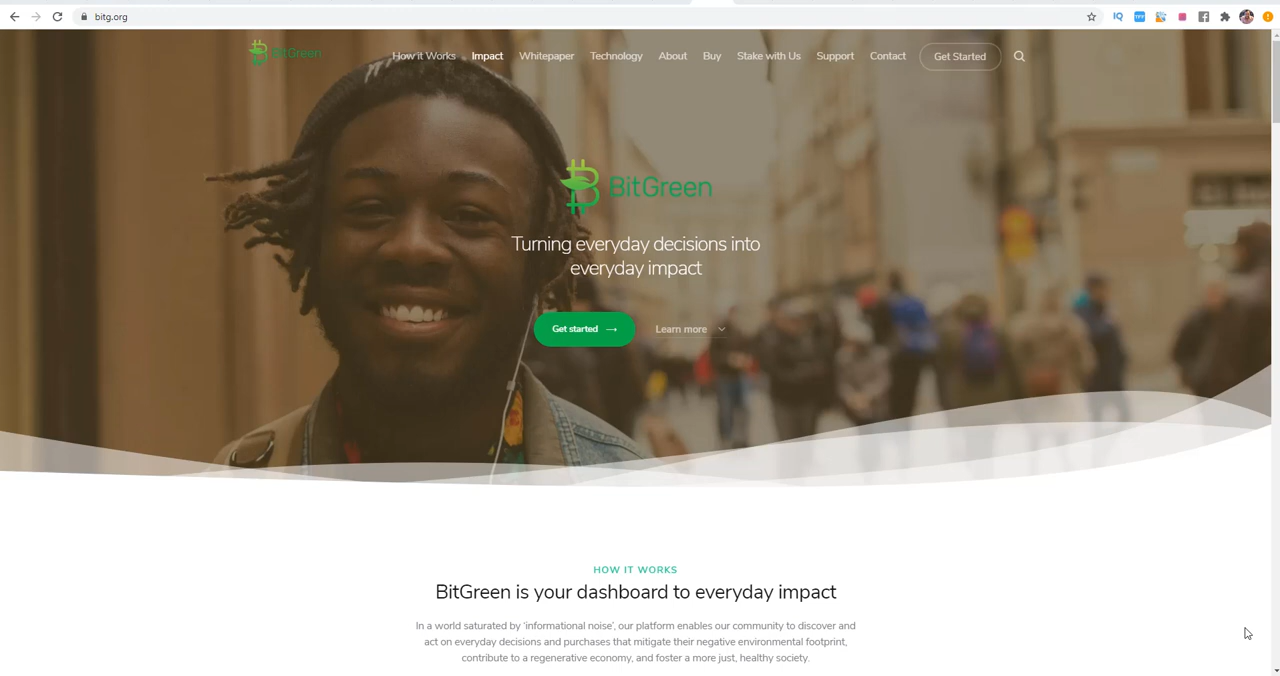 bitg.org
IQ
BitGreen
How it Works
Impact
Whitepaper
Technology
About
Buy
Stake with Us
Support
Contact
Get Started
BitGreen
Turning everyday decisions into
everyday impact
Get started →
Learn more
HOW IT WORKS
BitGreen is your dashboard to everyday impact
In a world saturated by ‘informational noise’, our platform enables our community to discover and
act on everyday decisions and purchases that mitigate their negative environmental footprint,
contribute to a regenerative economy, and foster a more just, healthy society.